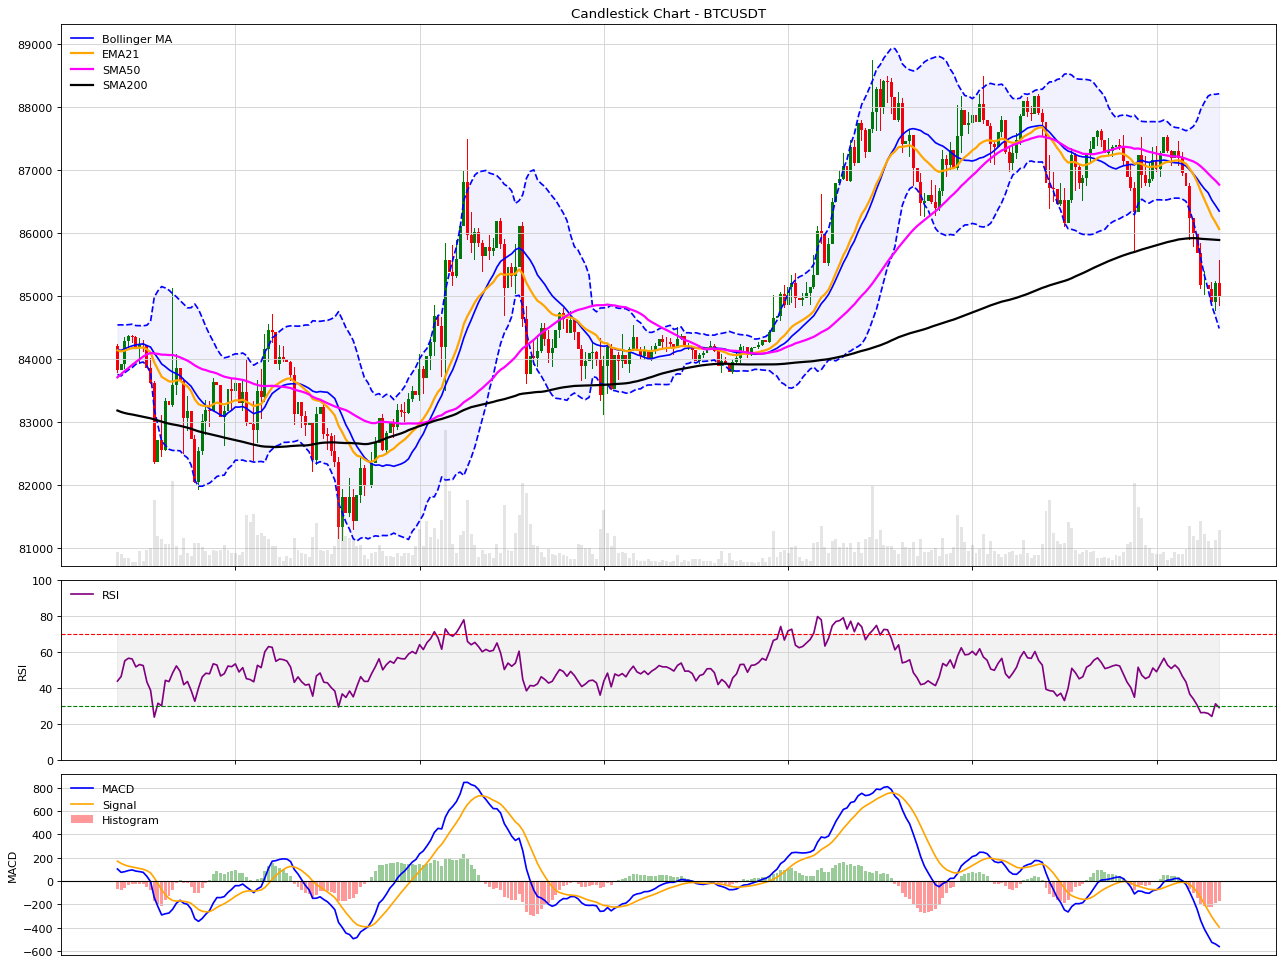 Candlestick Chart - BTCUSDT
Bollinger MA
EMA21
SMA50
SMA200
89000
88000
87000
86000
85000
84000
83000
82000
81000
RSI
RSI
100
80
60
40
20
0
MACD
Signal
Histogram
MACD
800
600
400
200
0
−200
−400
−600